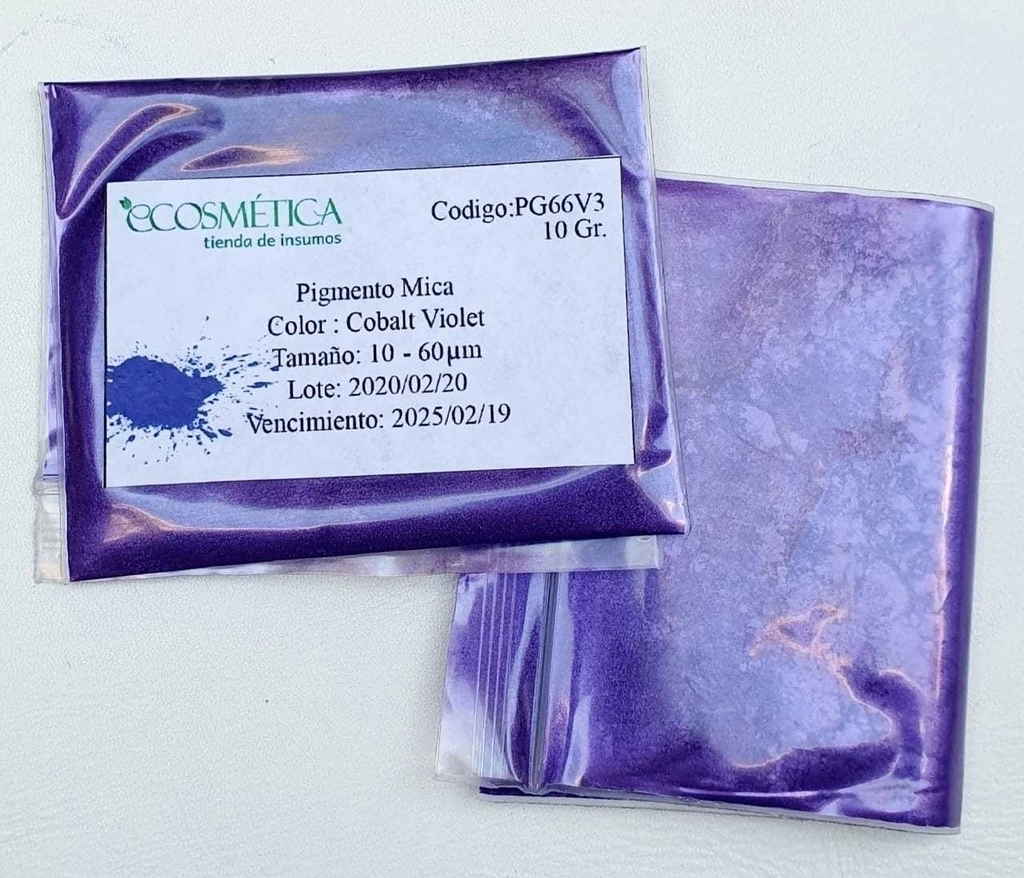 eCOSMÉTICA
tienda de insumos
Codigo:PG66V3
10 Gr.
Pigmento Mica
Color : Cobalt Violet
Tamaño: 10 - 60µm
Lote: 2020/02/20
Vencimiento: 2025/02/19